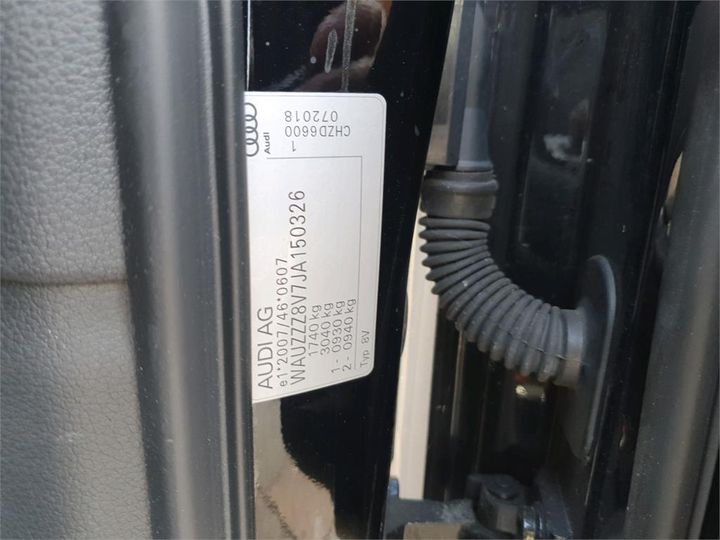 AUDI AG
e1*2007/46*0607
WAUZZZ8V7JA150326
1740 kg
3040 kg
1 - 0930 kg
2 - 0940 kg
Typ 8V
Audi
1
CHZD6600
072018